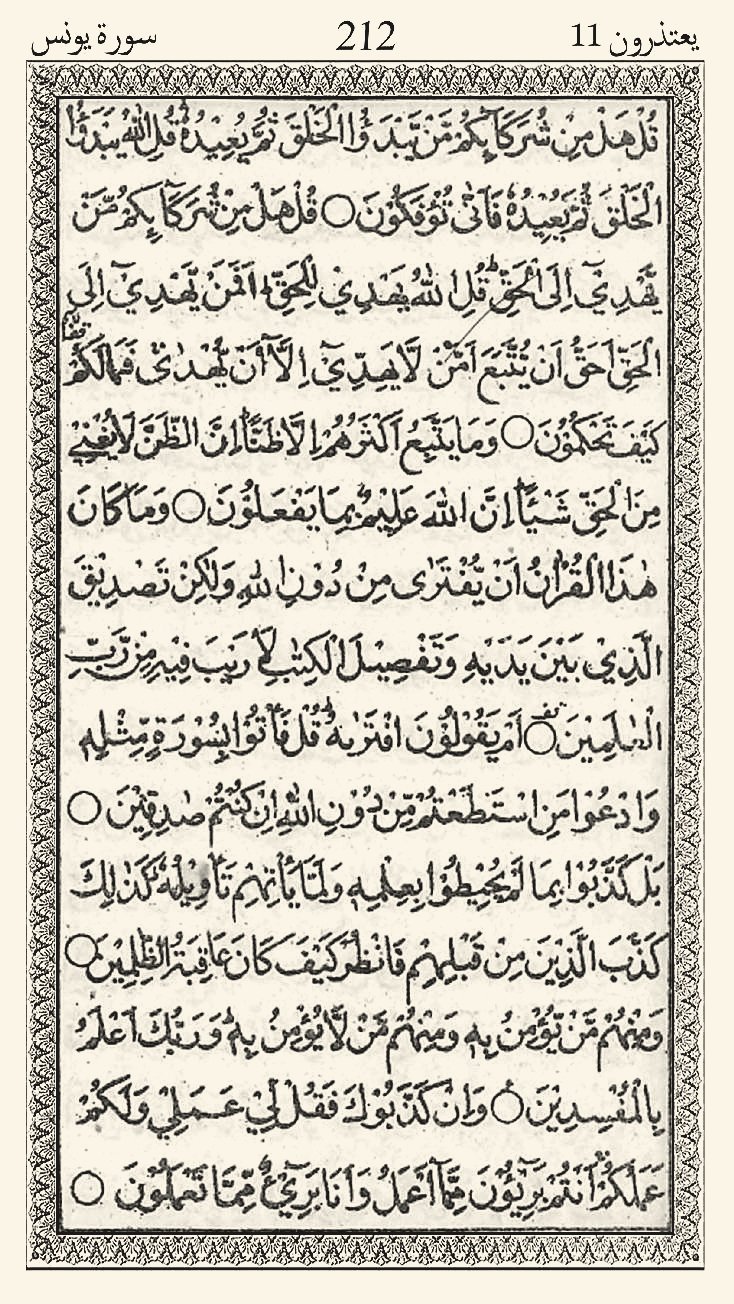 يعتذرون 11 212 سورة يونس
قُلْ هَلْ مِنْ شُرَكَآئِكُمْ مَّنْ يَّبْدَؤُا الْخَلْقَ ثُمَّ يُعِيْدُهٗ ؕ قُلِ اللّٰهُ يَبْدَؤُا
الْخَلْقَ ثُمَّ يُعِيْدُهٗ فَاَنّٰى تُؤْفَكُوْنَ ۝ قُلْ هَلْ مِنْ شُرَكَآئِكُمْ مَّنْ
يَّهْدِيْۤ اِلَى الْحَقِّ ؕ قُلِ اللّٰهُ يَهْدِيْ لِلْحَقِّ ؕ اَفَمَنْ يَّهْدِيْۤ اِلَى
الْحَقِّ اَحَقُّ اَنْ يُّتَّبَعَ اَمَّنْ لَّا يَهِدِّيْۤ اِلَّاۤ اَنْ يُّهْدٰى ۚ فَمَا لَكُمْ قف
كَيْفَ تَحْكُمُوْنَ ۝ وَمَا يَتَّبِعُ اَكْثَرُهُمْ اِلَّا ظَنًّا ؕ اِنَّ الظَّنَّ لَا يُغْنِيْ
مِنَ الْحَقِّ شَيْـًٔا ؕ اِنَّ اللّٰهَ عَلِيْمٌۢ بِمَا يَفْعَلُوْنَ ۝ وَمَا كَانَ
هٰذَا الْقُرْاٰنُ اَنْ يُّفْتَرٰى مِنْ دُوْنِ اللّٰهِ وَلٰكِنْ تَصْدِيْقَ
الَّذِيْ بَيْنَ يَدَيْهِ وَتَفْصِيْلَ الْكِتٰبِ لَا رَيْبَ فِيْهِ مِنْ رَّبِّ
الْعٰلَمِيْنَ ۝ اَمْ يَقُوْلُوْنَ افْتَرٰىهُ ؕ قُلْ فَاْتُوْا بِسُوْرَةٍ مِّثْلِهٖ
وَادْعُوْا مَنِ اسْتَطَعْتُمْ مِّنْ دُوْنِ اللّٰهِ اِنْ كُنْتُمْ صٰدِقِيْنَ ۝
بَلْ كَذَّبُوْا بِمَا لَمْ يُحِيْطُوْا بِعِلْمِهٖ وَلَمَّا يَاْتِهِمْ تَاْوِيْلُهٗ ؕ كَذٰلِكَ
كَذَّبَ الَّذِيْنَ مِنْ قَبْلِهِمْ فَانْظُرْ كَيْفَ كَانَ عَاقِبَةُ الظّٰلِمِيْنَ ۝
وَمِنْهُمْ مَّنْ يُّؤْمِنُ بِهٖ وَمِنْهُمْ مَّنْ لَّا يُؤْمِنُ بِهٖ ؕ وَرَبُّكَ اَعْلَمُ
بِالْمُفْسِدِيْنَ ۝ وَاِنْ كَذَّبُوْكَ فَقُلْ لِّيْ عَمَلِيْ وَلَكُمْ
عَمَلُكُمْ ۚ اَنْتُمْ بَرِيْٓـُٔوْنَ مِمَّاۤ اَعْمَلُ وَاَنَا بَرِيْٓءٌ مِّمَّا تَعْمَلُوْنَ ۝